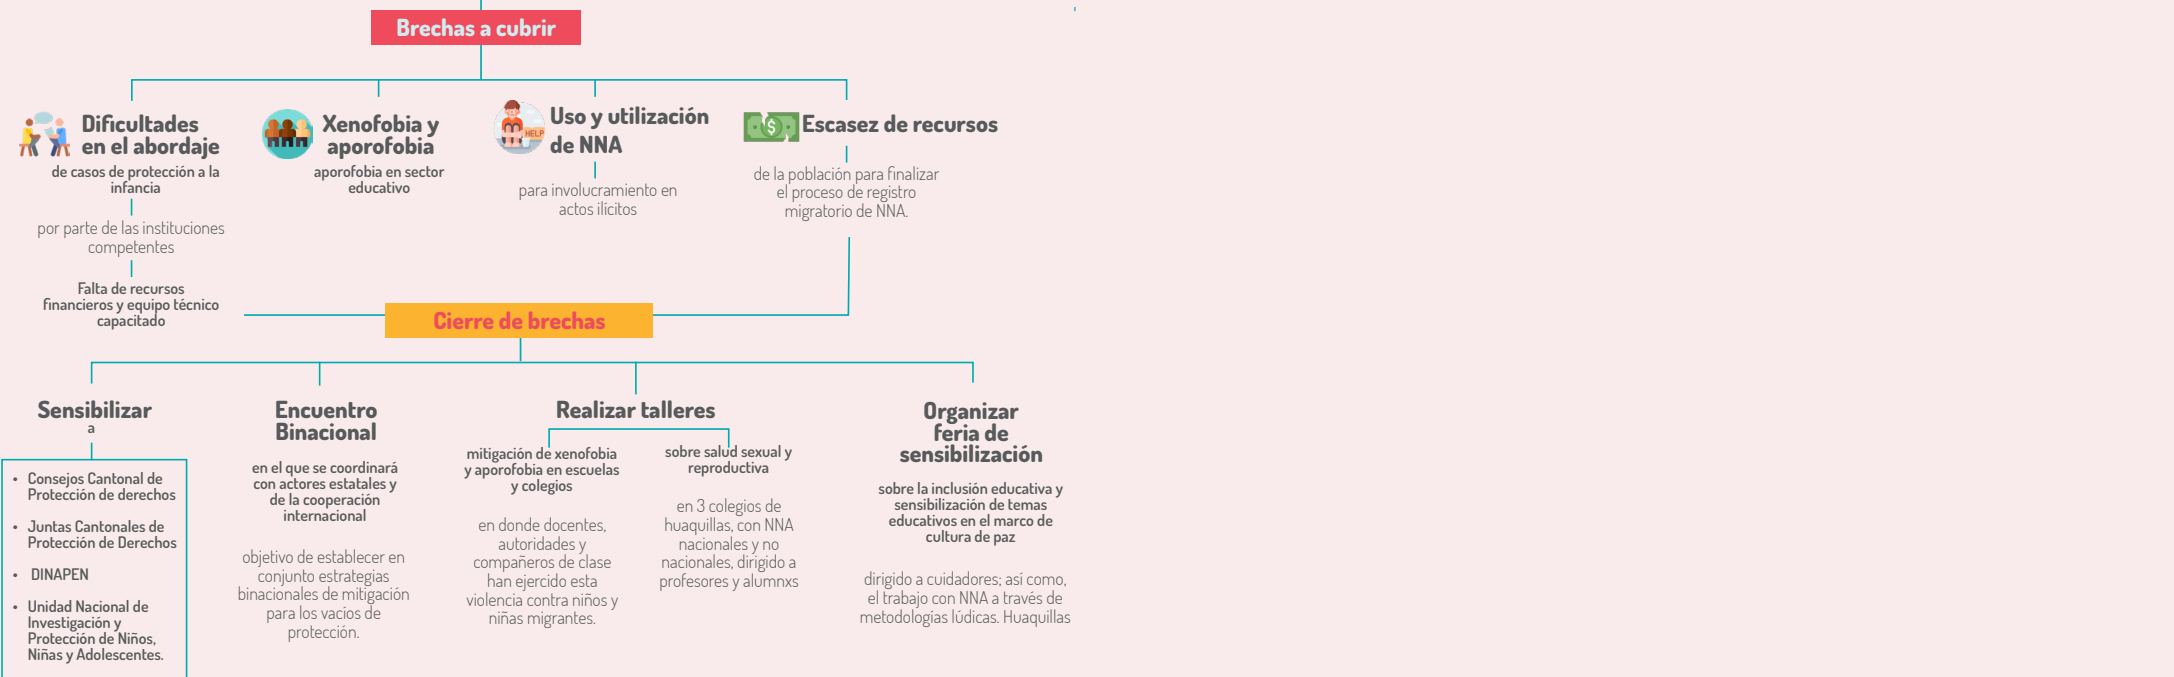 Brechas a cubrir
Dificultades
en el abordaje
de casos de protección a la
infancia
por parte de las instituciones
competentes
Falta de recursos
financieros y equipo técnico
capacitado
Xenofobia y
aporofobia
aporofobia en sector
educativo
HELP
Uso y utilización
de NNA
para involucramiento en
actos ilícitos
$
Escasez de recursos
de la población para finalizar
el proceso de registro
migratorio de NNA.
Cierre de brechas
Sensibilizar
a
• Consejos Cantonal de
Protección de derechos
• Juntas Cantonales de
Protección de Derechos
• DINAPEN
• Unidad Nacional de
Investigación y
Protección de Niños,
Niñas y Adolescentes.
Encuentro
Binacional
en el que se coordinará
con actores estatales y
de la cooperación
internacional
objetivo de establecer en
conjunto estrategias
binacionales de mitigación
para los vacíos de
protección.
Realizar talleres
mitigación de xenofobia
y aporofobia en escuelas
y colegios
en donde docentes,
autoridades y
compañeros de clase
han ejercido esta
violencia contra niños y
niñas migrantes.
sobre salud sexual y
reproductiva
en 3 colegios de
huaquillas, con NNA
nacionales y no
nacionales, dirigido a
profesores y alumnxs
Organizar
feria de
sensibilización
sobre la inclusión educativa y
sensibilización de temas
educativos en el marco de
cultura de paz
dirigido a cuidadores; así como,
el trabajo con NNA a través de
metodologías lúdicas. Huaquillas